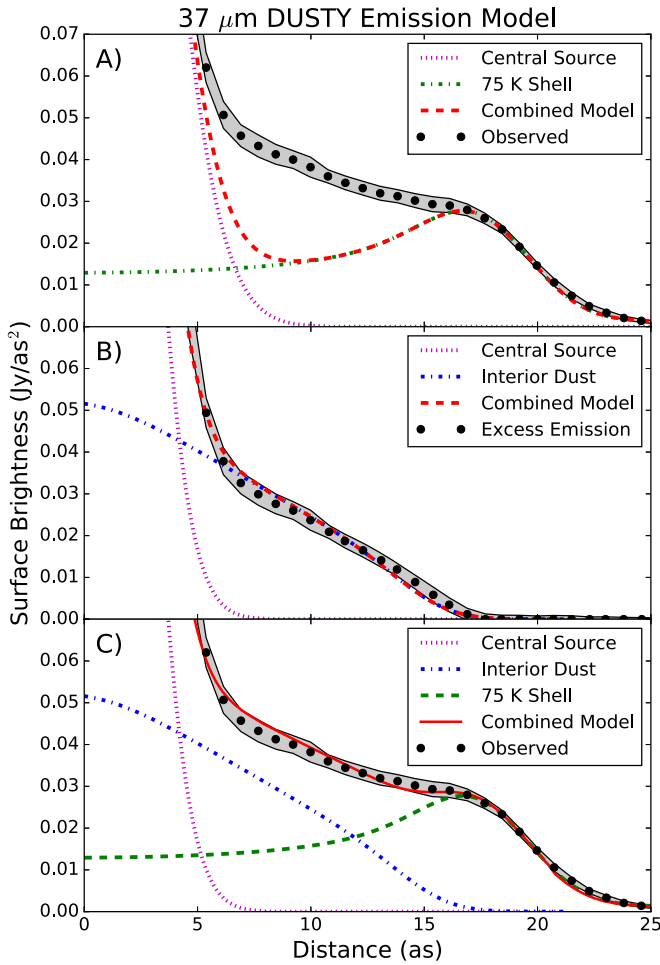 37 μm DUSTY Emission Model
A)
Central Source
75 K Shell
Combined Model
Observed
0.07
0.06
0.05
0.04
0.03
0.02
0.01
0.00
B)
Central Source
Interior Dust
Combined Model
Excess Emission
0.06
0.05
0.04
0.03
0.02
0.01
0.00
Surface Brightness (Jy/as²)
C)
Central Source
Interior Dust
75 K Shell
Combined Model
Observed
0.06
0.05
0.04
0.03
0.02
0.01
0.00
0 5 10 15 20 25
Distance (as)